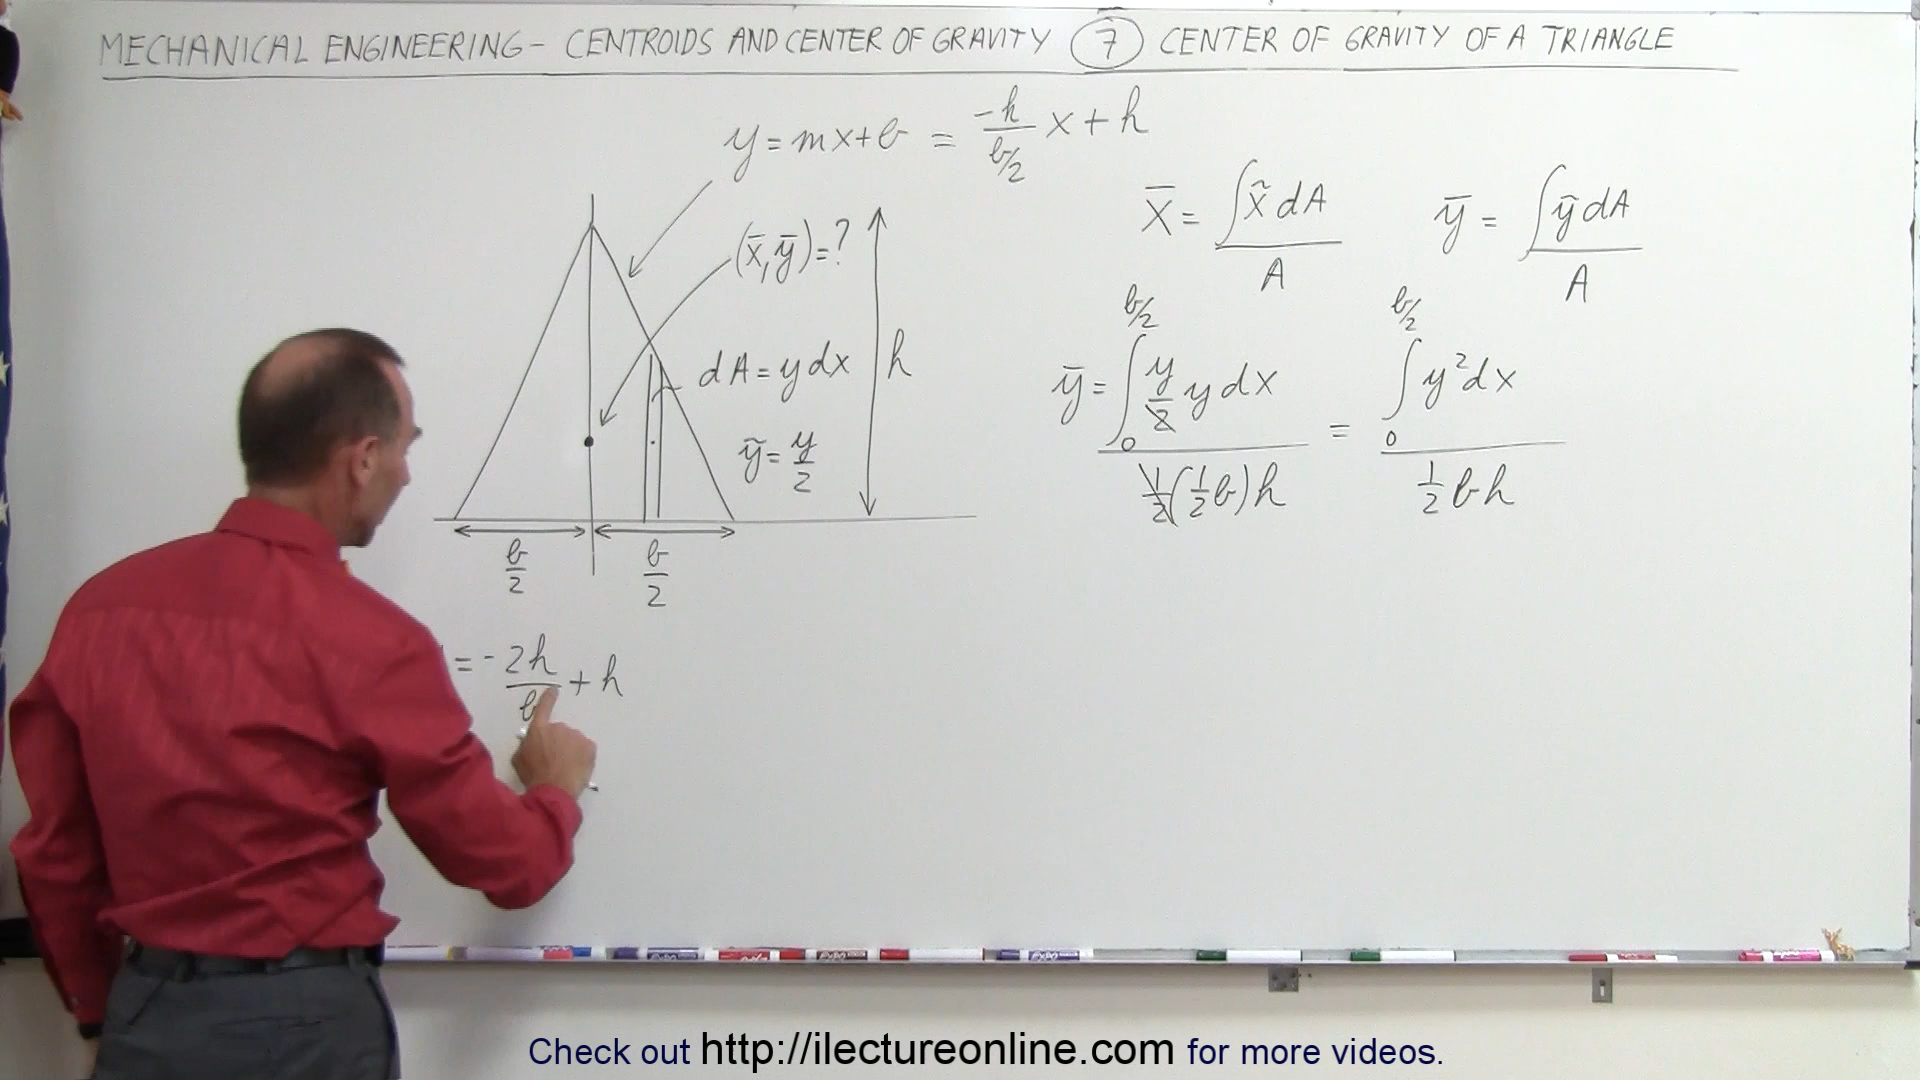 MECHANICAL ENGINEERING - CENTROIDS AND CENTER OF GRAVITY (7) CENTER OF GRAVITY OF A TRIANGLE
y = mx+b = -h/(b/2) x + h
x̄ = ∫x̃ dA / A
ȳ = ∫ỹ dA / A
(x̄, ȳ) = ?
dA = y dx
h
ỹ = y/2
ȳ = ∫₀^(b/2) y/2 y dx / (1/2 (1/2 b) h) = ∫₀^(b/2) y² dx / (1/2 b h)
b/2
b/2
= - 2h/b + h
Check out http://ilectureonline.com for more videos.